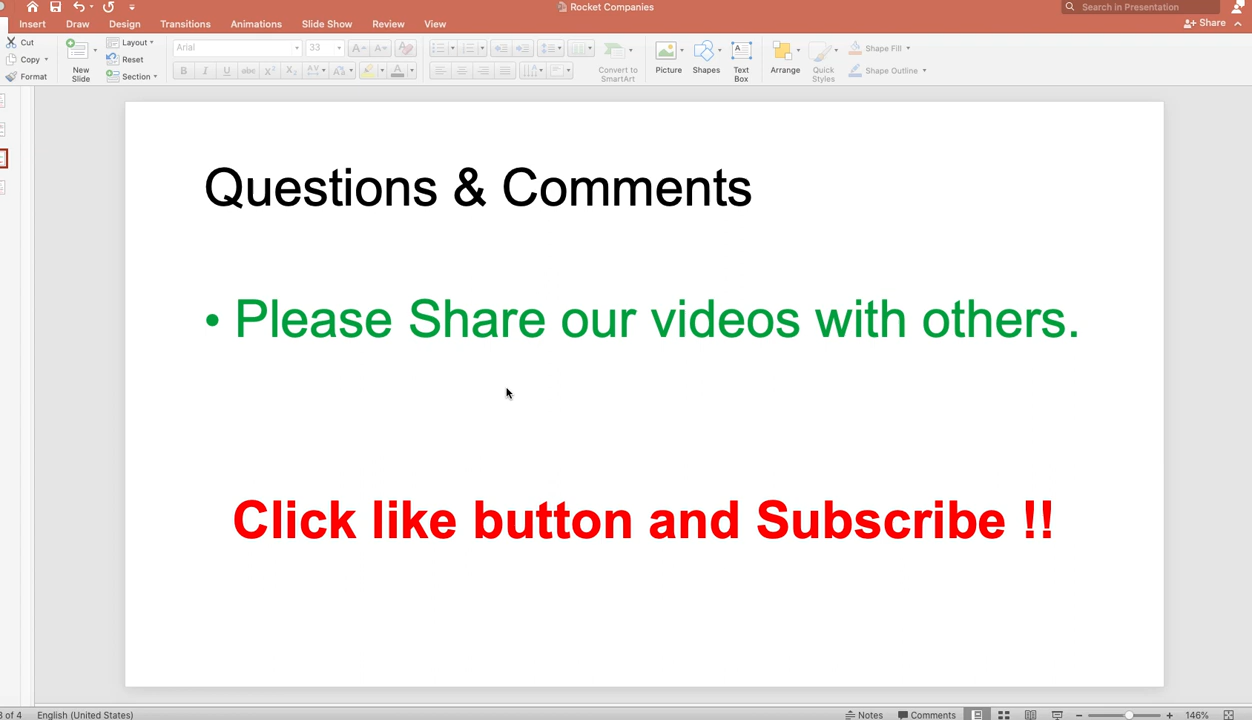 Rocket Companies
Search in Presentation
Insert Draw Design Transitions Animations Slide Show Review View
Share
Cut
Copy
Format
New Slide
Layout
Reset
Section
Arial 33
Convert to SmartArt
Picture
Shapes
Text Box
Arrange
Quick Styles
Shape Fill
Shape Outline
Questions & Comments
• Please Share our videos with others.
Click like button and Subscribe !!
of 4 English (United States) Notes Comments 146%